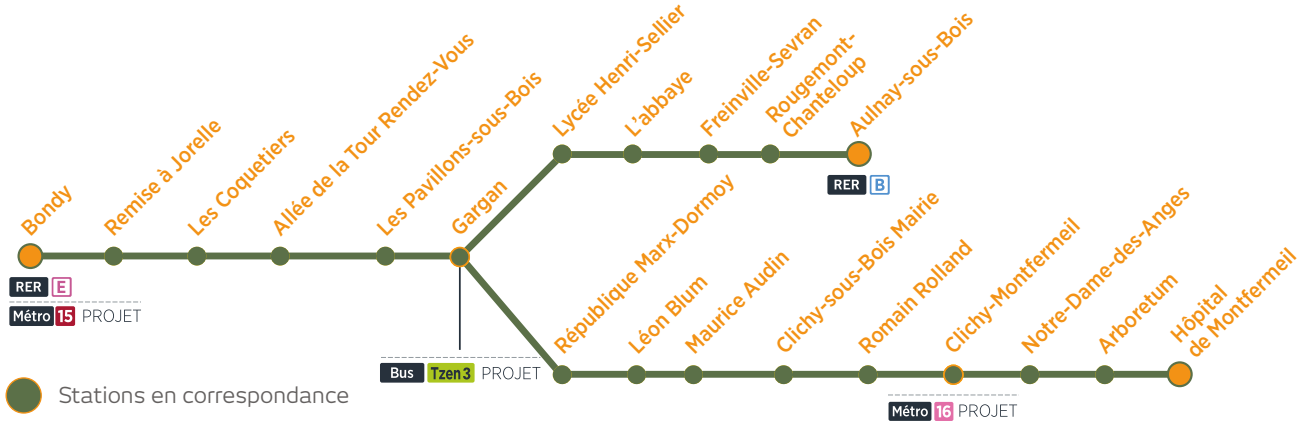 Bondy
Remise à Jorelle
Les Coquetiers
Allée de la Tour Rendez-Vous
Les Pavillons-sous-Bois
Gargan
Lycée Henri-Sellier
L'abbaye
Freinville-Sevran
Rougemont-
Chanteloup
Aulnay-sous-Bois
RER B
République Marx-Dormoy
Léon Blum
Maurice Audin
Clichy-sous-Bois Mairie
Romain Rolland
Clichy-Montfermeil
Notre-Dame-des-Anges
Arboretum
Hôpital
de Montfermeil
RER E
Métro 15 PROJET
Bus Tzen 3 PROJET
Métro 16 PROJET
Stations en correspondance